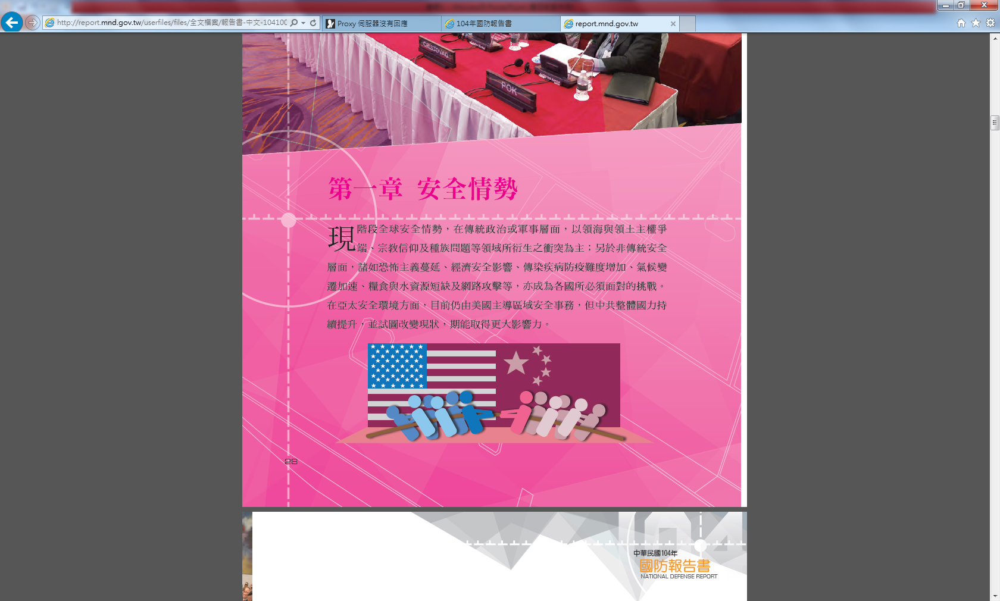 http://report.mnd.gov.tw/userfiles/files/全文檔案/報告書-中文-10410
Proxy 伺服器沒有回應
104年國防報告書
report.mnd.gov.tw
CRISTOVAO
POK
第一章 安全情勢
現階段全球安全情勢，在傳統政治或軍事層面，以領海與領土主權爭
端、宗教信仰及種族問題等領域所衍生之衝突為主；另於非傳統安全
層面，諸如恐怖主義蔓延、經濟安全影響、傳染疾病防疫難度增加、氣候變
遷加速、糧食與水資源短缺及網路攻擊等，亦成為各國所必須面對的挑戰。
在亞太安全環境方面，目前仍由美國主導區域安全事務，但中共整體國力持
續提升，並試圖改變現狀，期能取得更大影響力。
28
中華民國104年
國防報告書
NATIONAL DEFENSE REPORT